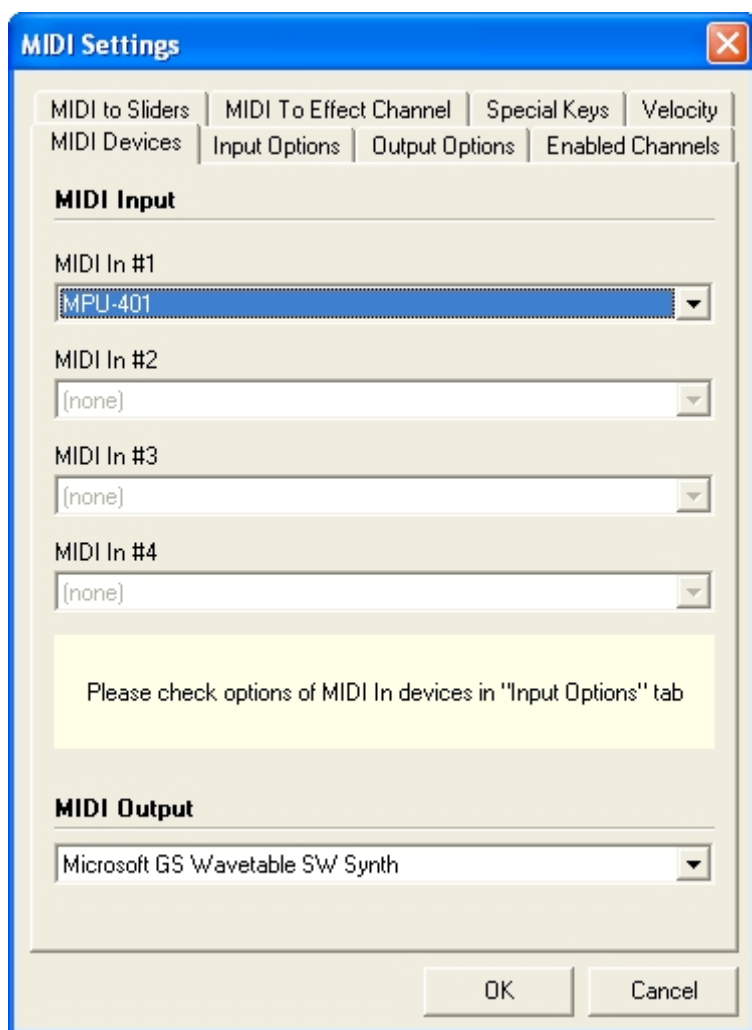 MIDI Settings
MIDI to Sliders MIDI To Effect Channel Special Keys Velocity
MIDI Devices Input Options Output Options Enabled Channels
MIDI Input
MIDI In #1
MPU-401
MIDI In #2
(none)
MIDI In #3
(none)
MIDI In #4
(none)
Please check options of MIDI In devices in "Input Options" tab
MIDI Output
Microsoft GS Wavetable SW Synth
OK Cancel